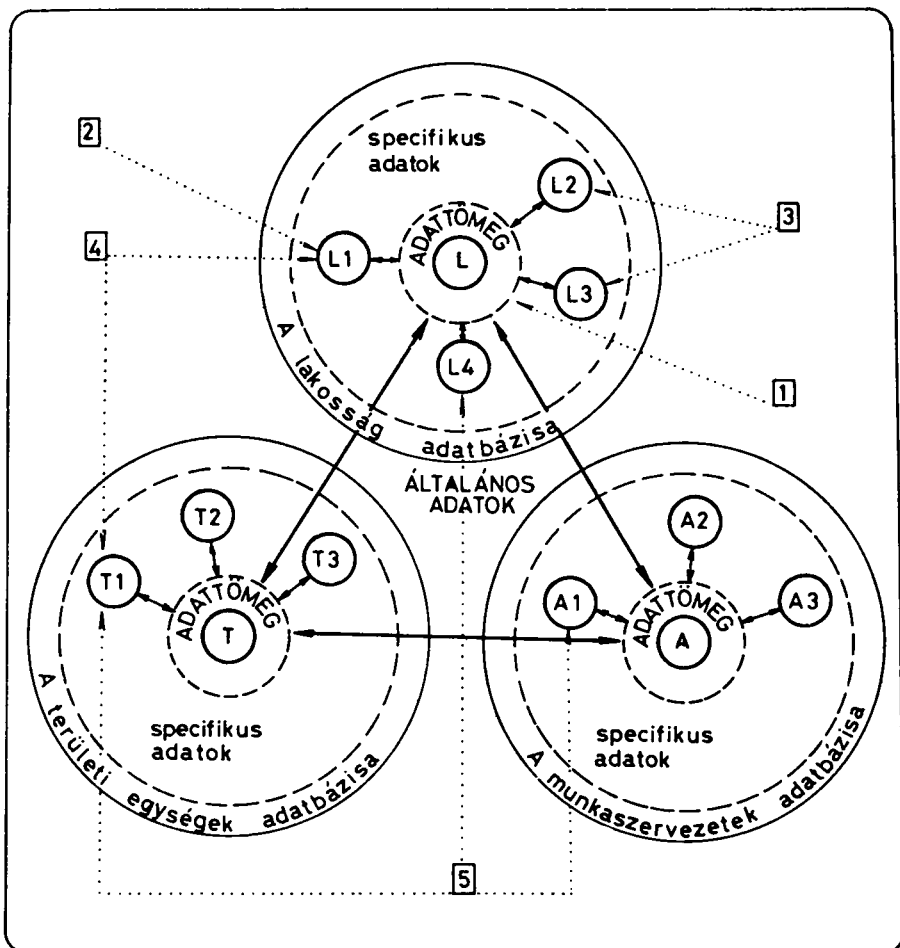 2
specifikus
adatok
L2
3
4
ADATTÖMEG
L1
L
L3
L4
1
A lakosság adatbázisa
ÁLTALÁNOS
ADATOK
T2
A2
T1
T3
A1
A3
ADATTÖMEG
T
ADATTÖMEG
A
specifikus
adatok
specifikus
adatok
A területi egységek adatbázisa
A munkaszervezetek adatbázisa
5